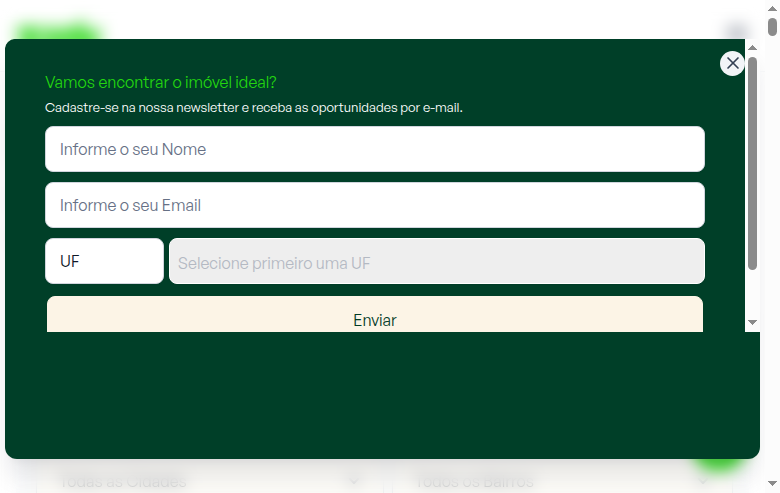 Vamos encontrar o imóvel ideal?
Cadastre-se na nossa newsletter e receba as oportunidades por e-mail.
Informe o seu Nome
Informe o seu Email
UF
Selecione primeiro uma UF
Enviar
Todas as Cidades
Todos os Bairros